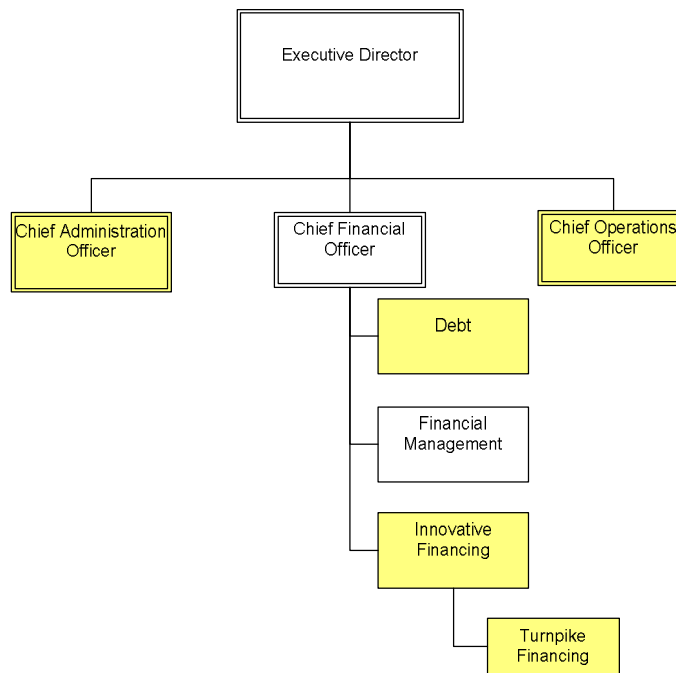 Executive Director
Chief Administration
Officer
Chief Financial
Officer
Chief Operations
Officer
Debt
Financial
Management
Innovative
Financing
Turnpike
Financing